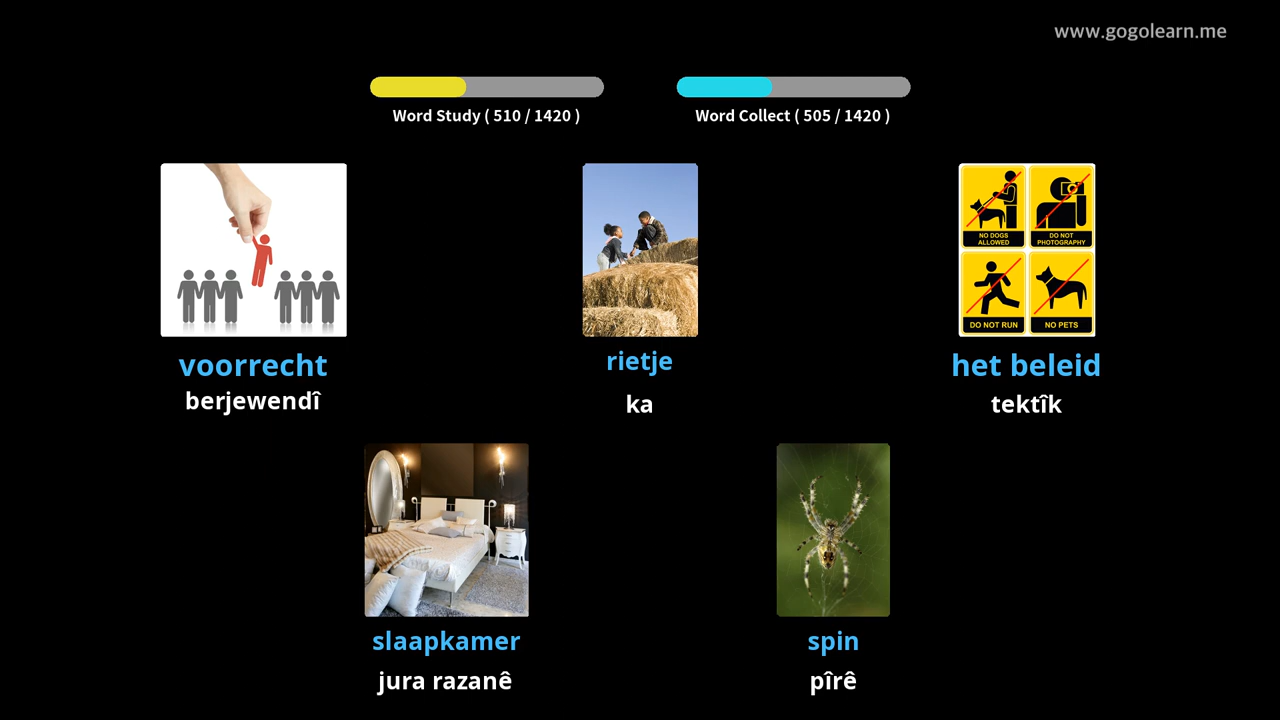 www.gogolearn.me
Word Study ( 510 / 1420 )
Word Collect ( 505 / 1420 )
NO DOGS
ALLOWED
DO NOT
PHOTOGRAPHY
DO NOT RUN
NO PETS
voorrecht
berjewendî
rietje
ka
het beleid
tektîk
slaapkamer
jura razanê
spin
pîrê